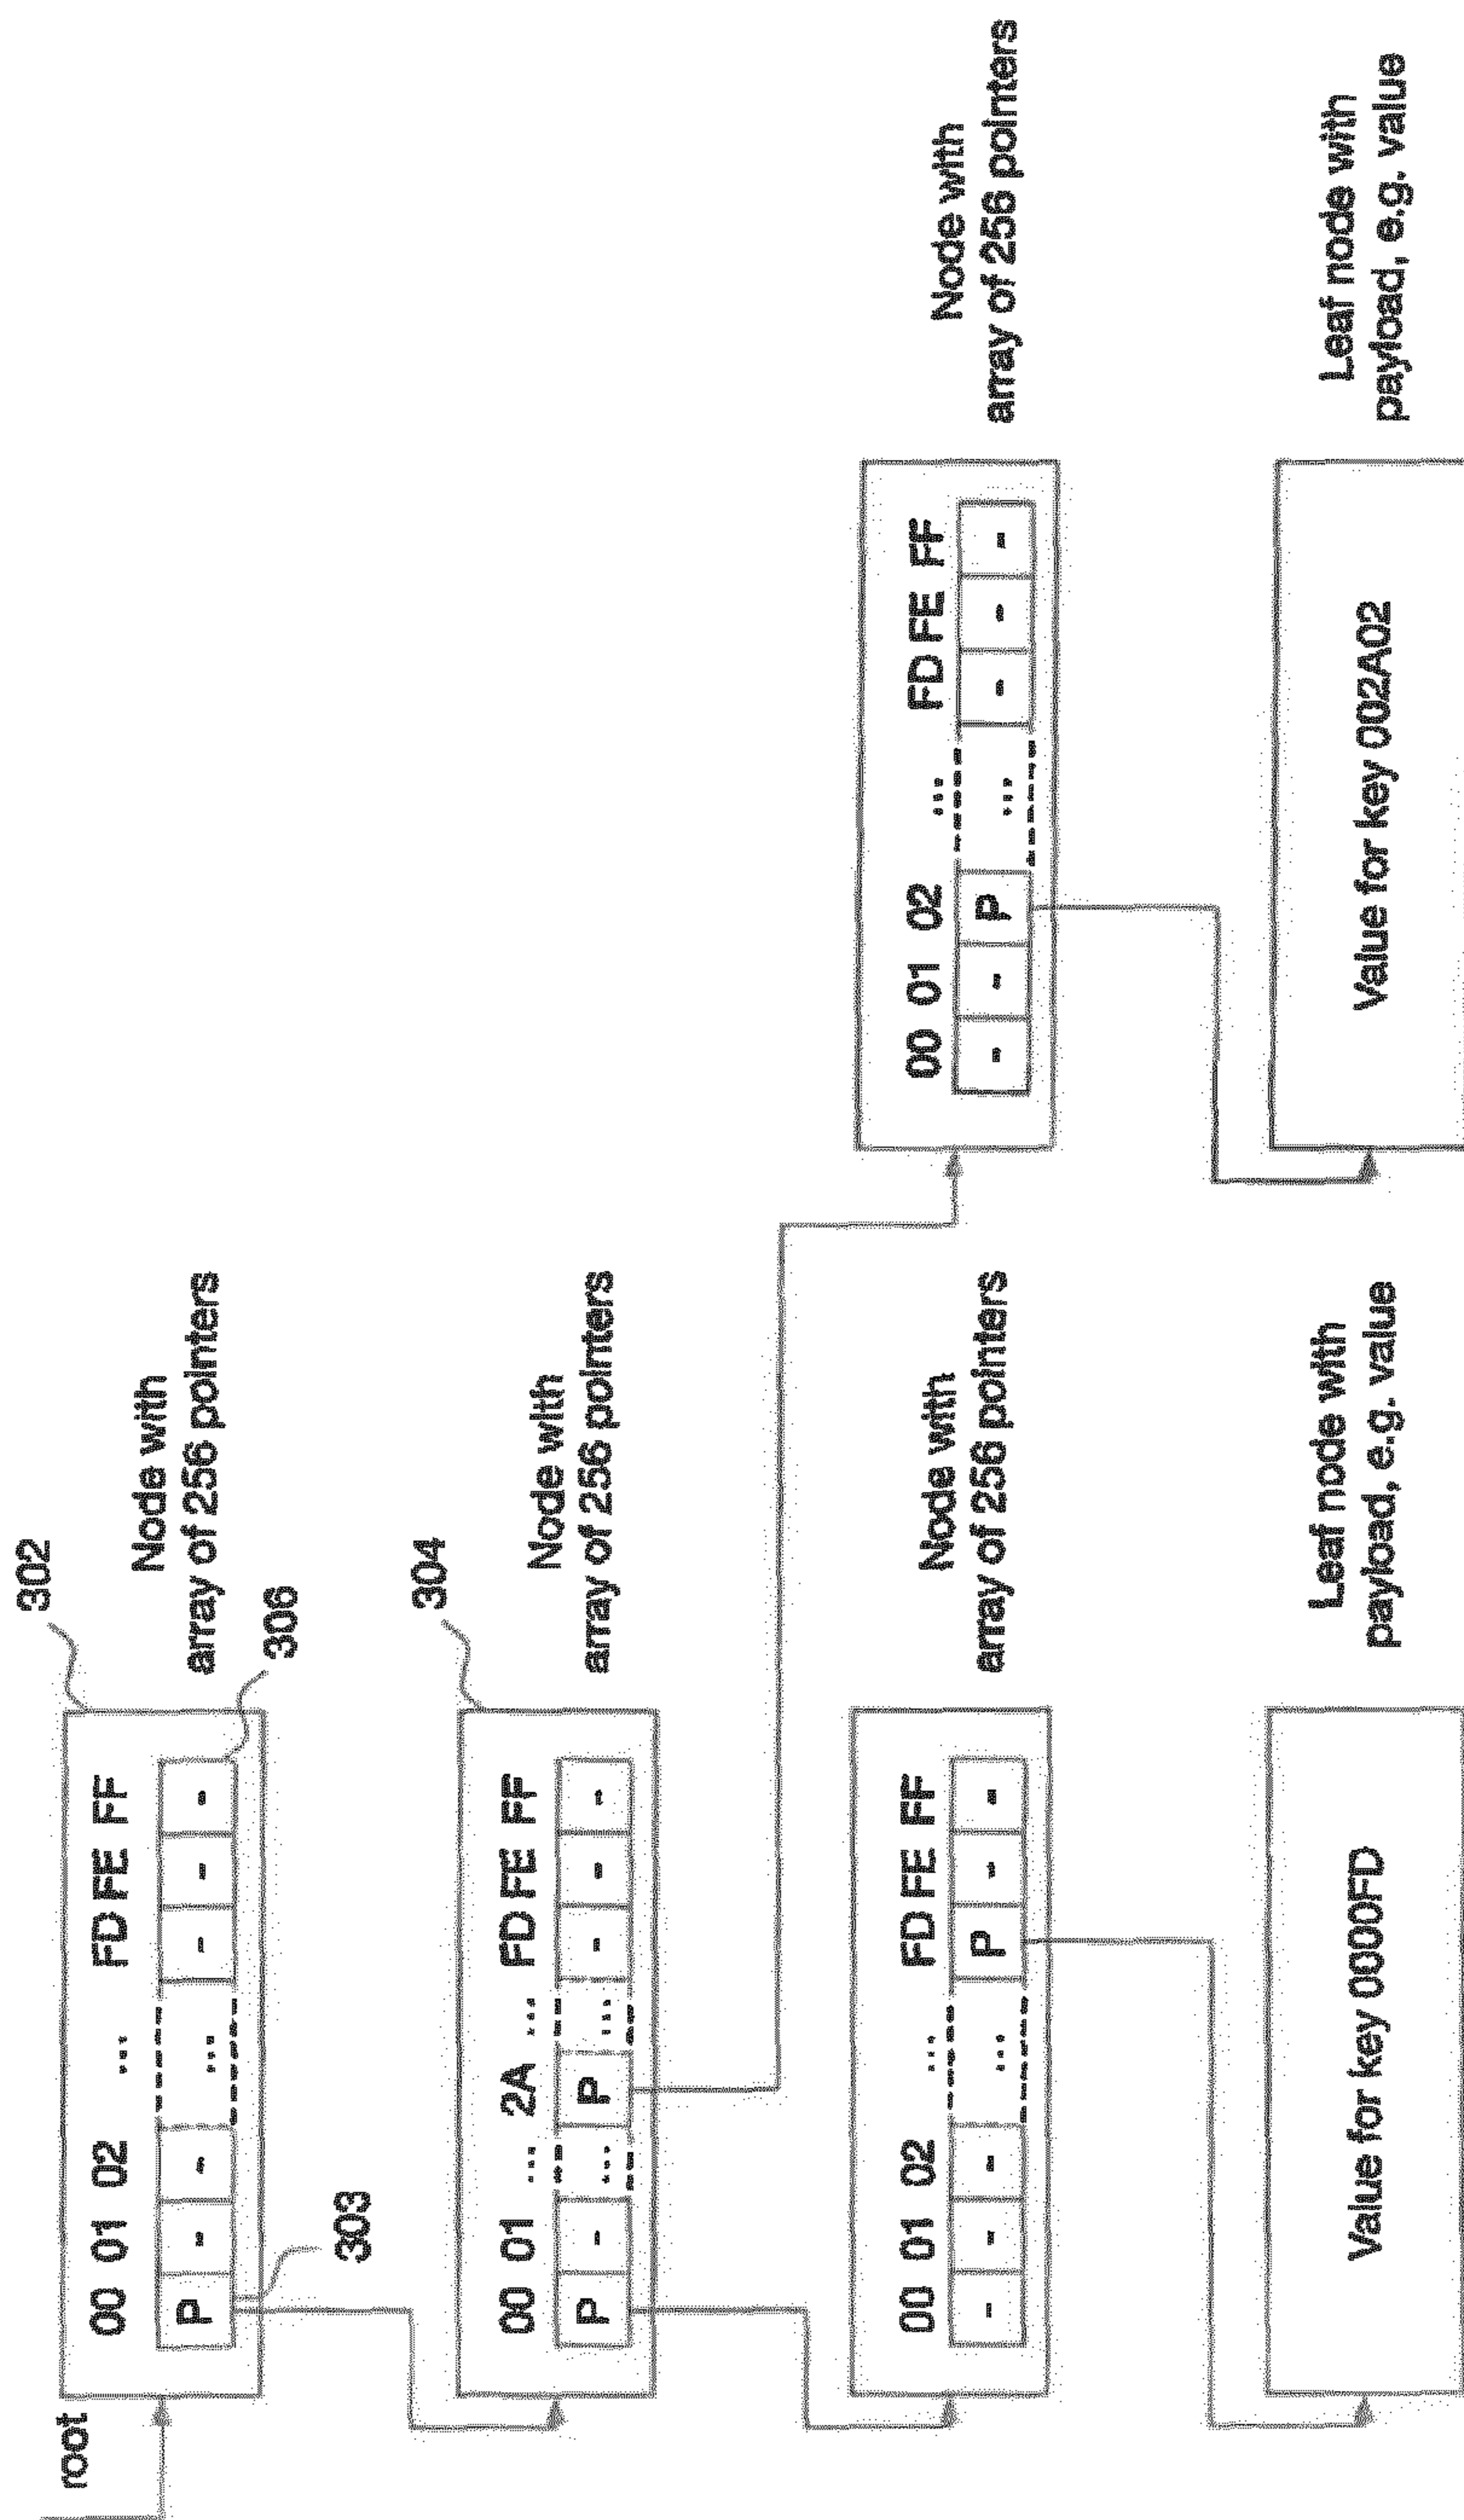 root
302
00 01 02 ... FD FE FF
P - - ... - - -
Node with
array of 256 pointers
303
306
304
00 01 ... 2A ... FD FE FF
P - ... P ... - - -
Node with
array of 256 pointers
00 01 02 ... FD FE FF
- - - ... P - -
Node with
array of 256 pointers
00 01 02 ... FD FE FF
- - P ... - - -
Node with
array of 256 pointers
Value for key 0000FD
Leaf node with
payload, e.g. value
Value for key 002A02
Leaf node with
payload, e.g. value